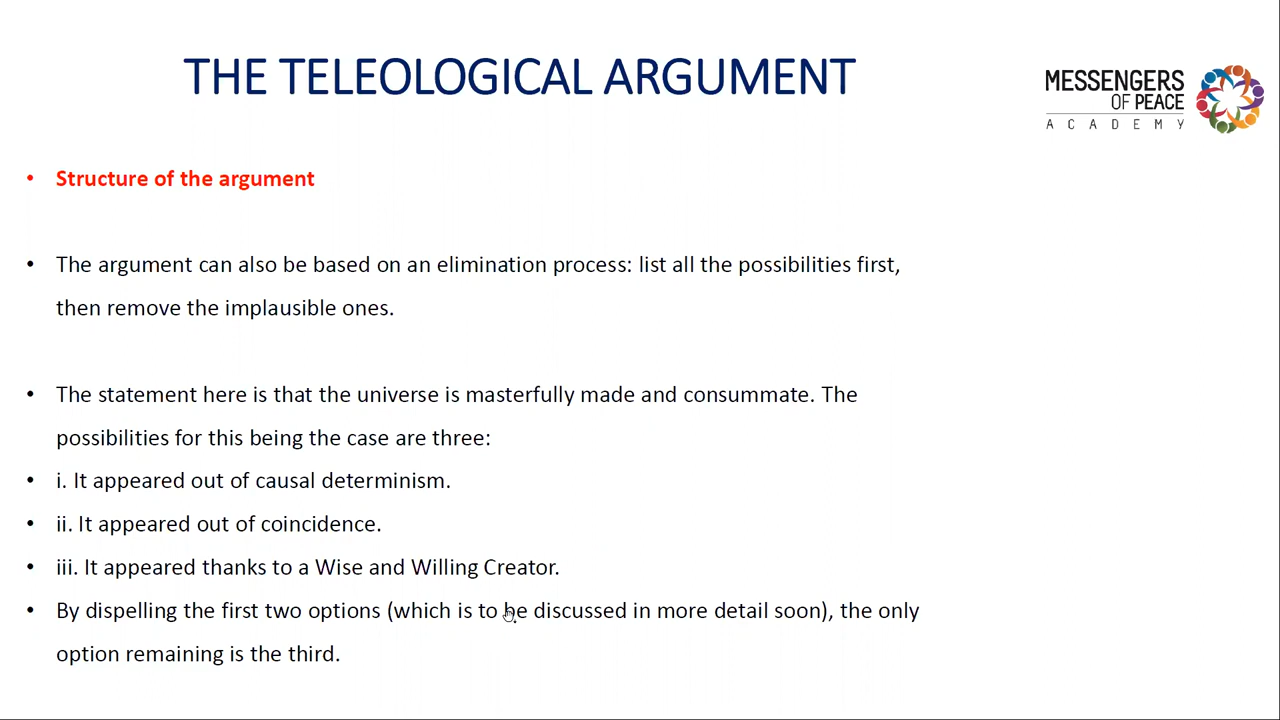 THE TELEOLOGICAL ARGUMENT
MESSENGERS
OF PEACE
ACADEMY
• Structure of the argument
• The argument can also be based on an elimination process: list all the possibilities first,
then remove the implausible ones.
• The statement here is that the universe is masterfully made and consummate. The
possibilities for this being the case are three:
• i. It appeared out of causal determinism.
• ii. It appeared out of coincidence.
• iii. It appeared thanks to a Wise and Willing Creator.
• By dispelling the first two options (which is to be discussed in more detail soon), the only
option remaining is the third.